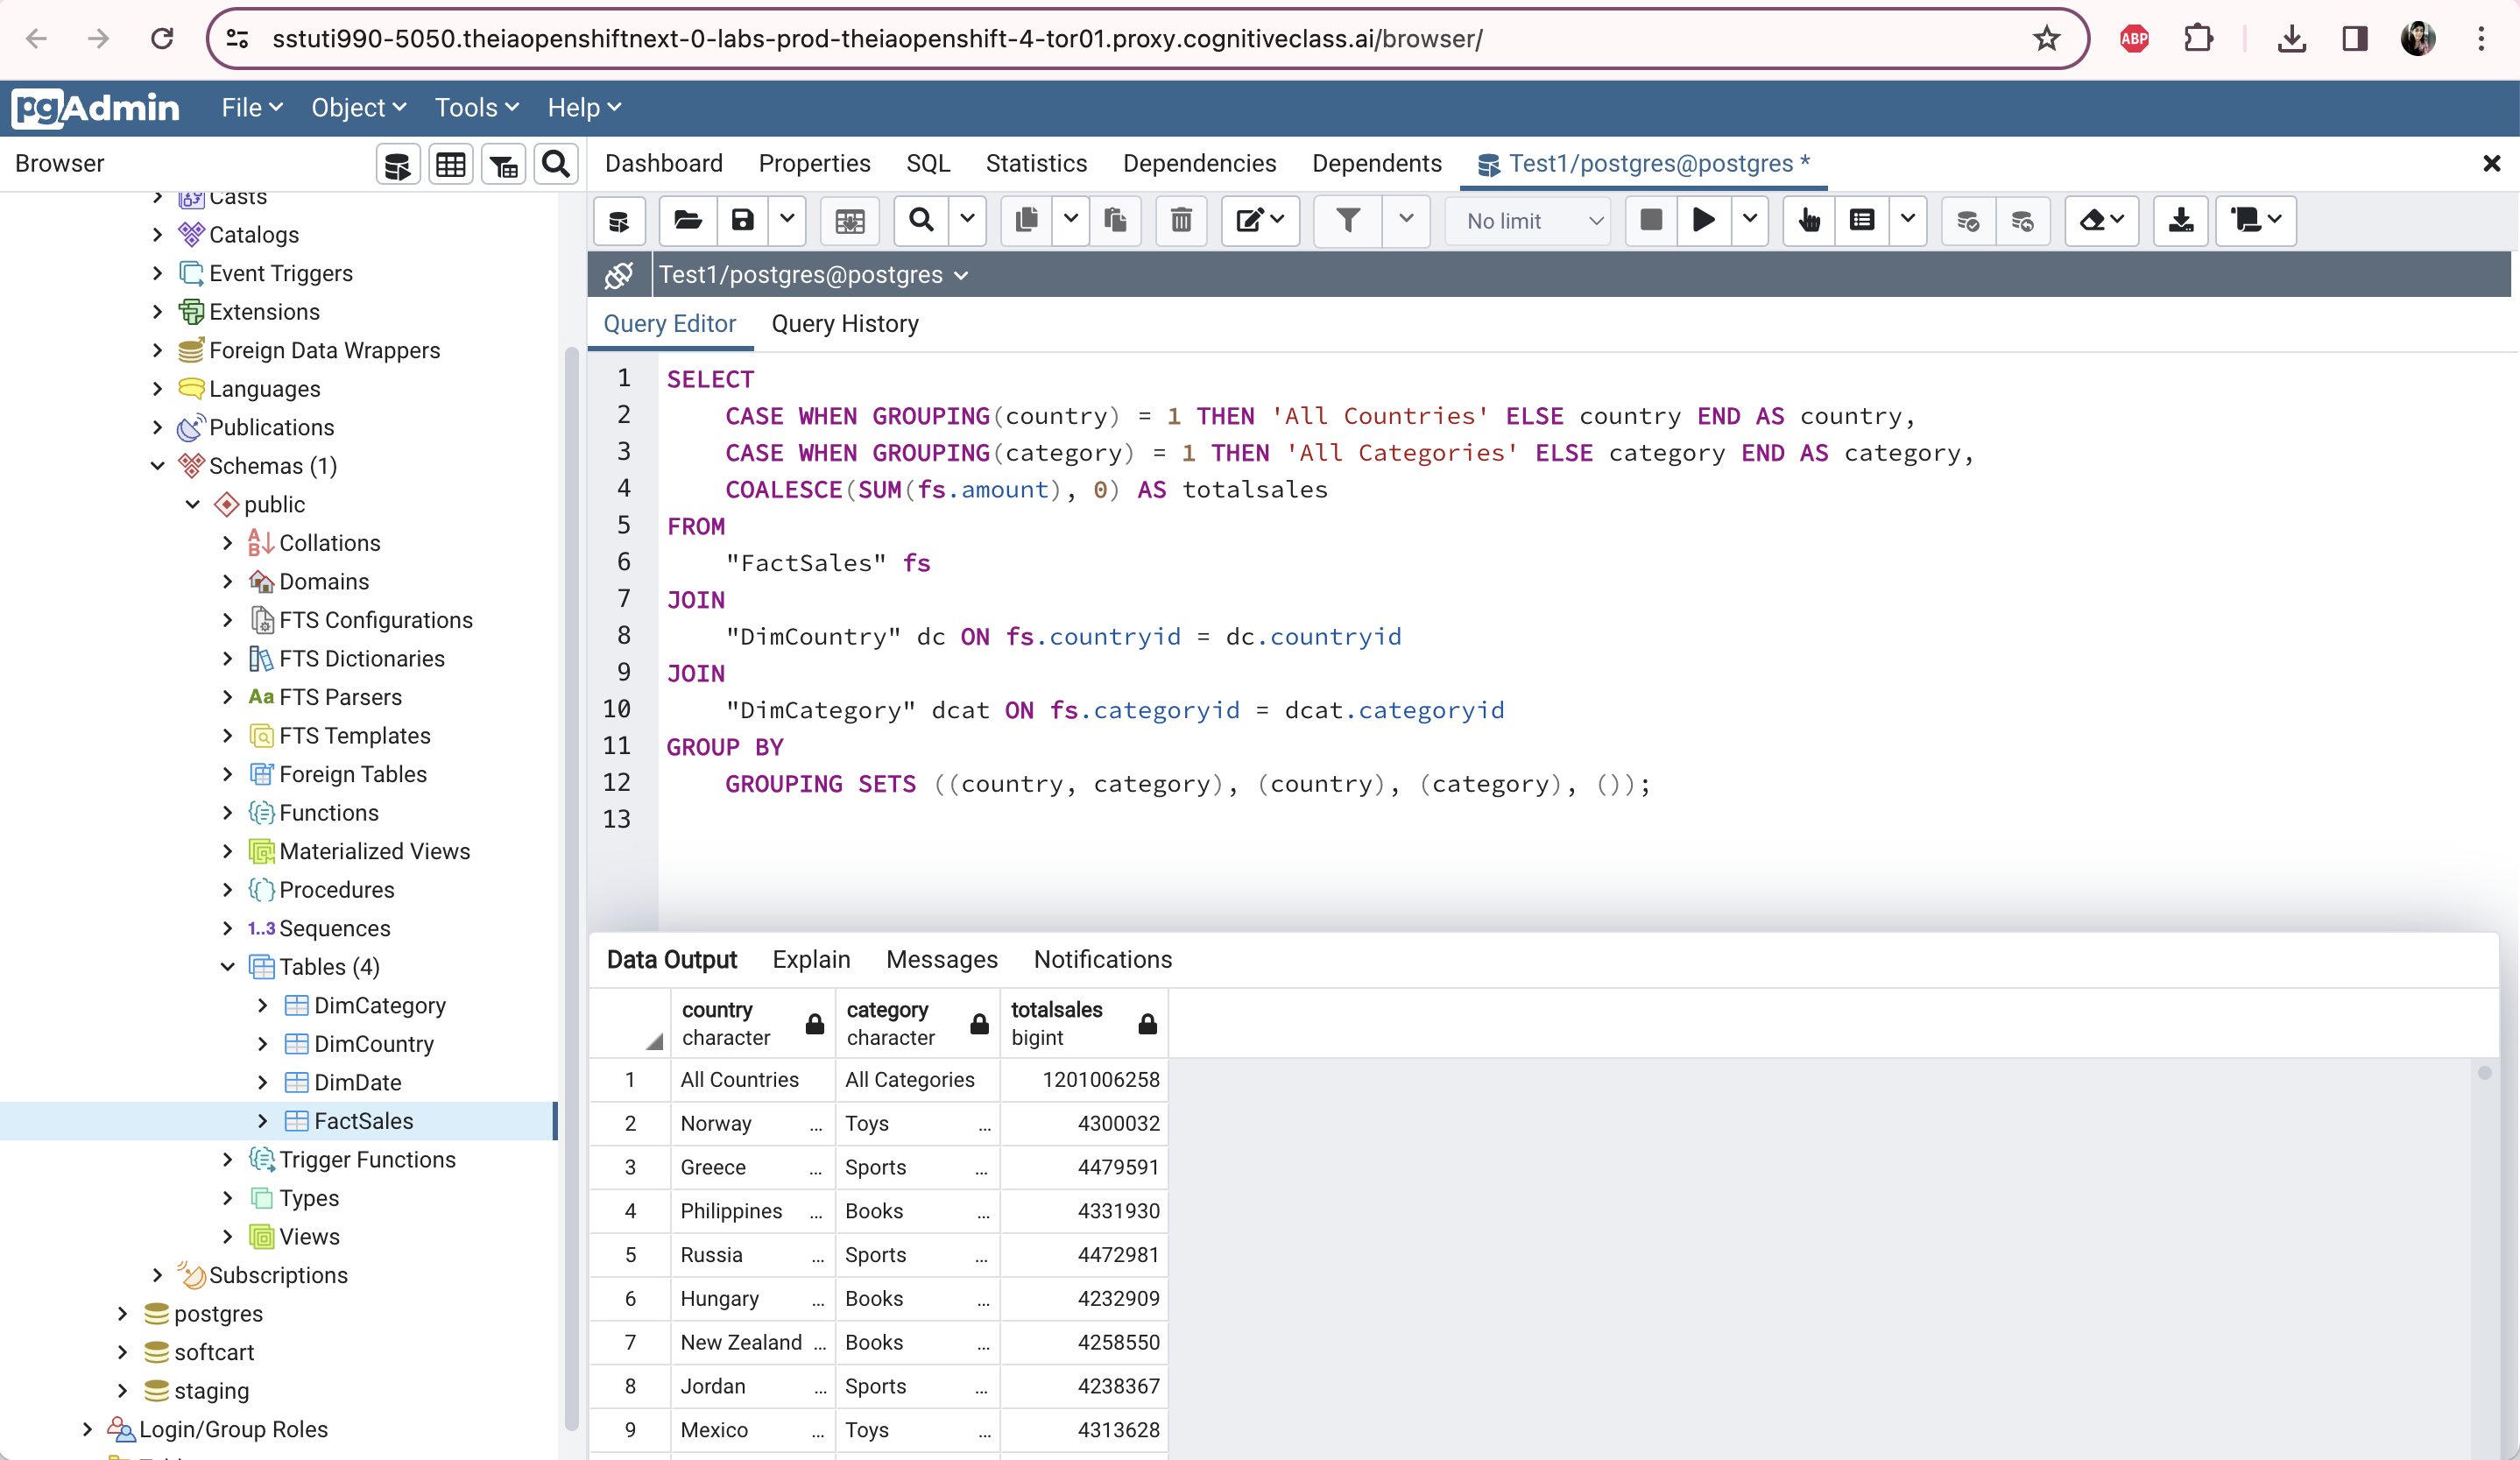 sstuti990-5050.theiaopenshiftnext-0-labs-prod-theiaopenshift-4-tor01.proxy.cognitiveclass.ai/browser/
ABP
pgAdmin File Object Tools Help
Browser
Dashboard Properties SQL Statistics Dependencies Dependents Test1/postgres@postgres *
No limit
Test1/postgres@postgres
Query Editor Query History
Casts
Catalogs
Event Triggers
Extensions
Foreign Data Wrappers
Languages
Publications
Schemas (1)
public
Collations
Domains
FTS Configurations
FTS Dictionaries
Aa FTS Parsers
FTS Templates
Foreign Tables
Functions
Materialized Views
Procedures
1..3 Sequences
Tables (4)
DimCategory
DimCountry
DimDate
FactSales
Trigger Functions
Types
Views
Subscriptions
postgres
softcart
staging
Login/Group Roles
1 SELECT
2 CASE WHEN GROUPING(country) = 1 THEN 'All Countries' ELSE country END AS country,
3 CASE WHEN GROUPING(category) = 1 THEN 'All Categories' ELSE category END AS category,
4 COALESCE(SUM(fs.amount), 0) AS totalsales
5 FROM
6 "FactSales" fs
7 JOIN
8 "DimCountry" dc ON fs.countryid = dc.countryid
9 JOIN
10 "DimCategory" dcat ON fs.categoryid = dcat.categoryid
11 GROUP BY
12 GROUPING SETS ((country, category), (country), (category), ());
13
Data Output Explain Messages Notifications
country category totalsales
character character bigint
1 All Countries All Categories 1201006258
2 Norway ... Toys ... 4300032
3 Greece ... Sports ... 4479591
4 Philippines ... Books ... 4331930
5 Russia ... Sports ... 4472981
6 Hungary ... Books ... 4232909
7 New Zealand ... Books ... 4258550
8 Jordan ... Sports ... 4238367
9 Mexico ... Toys ... 4313628